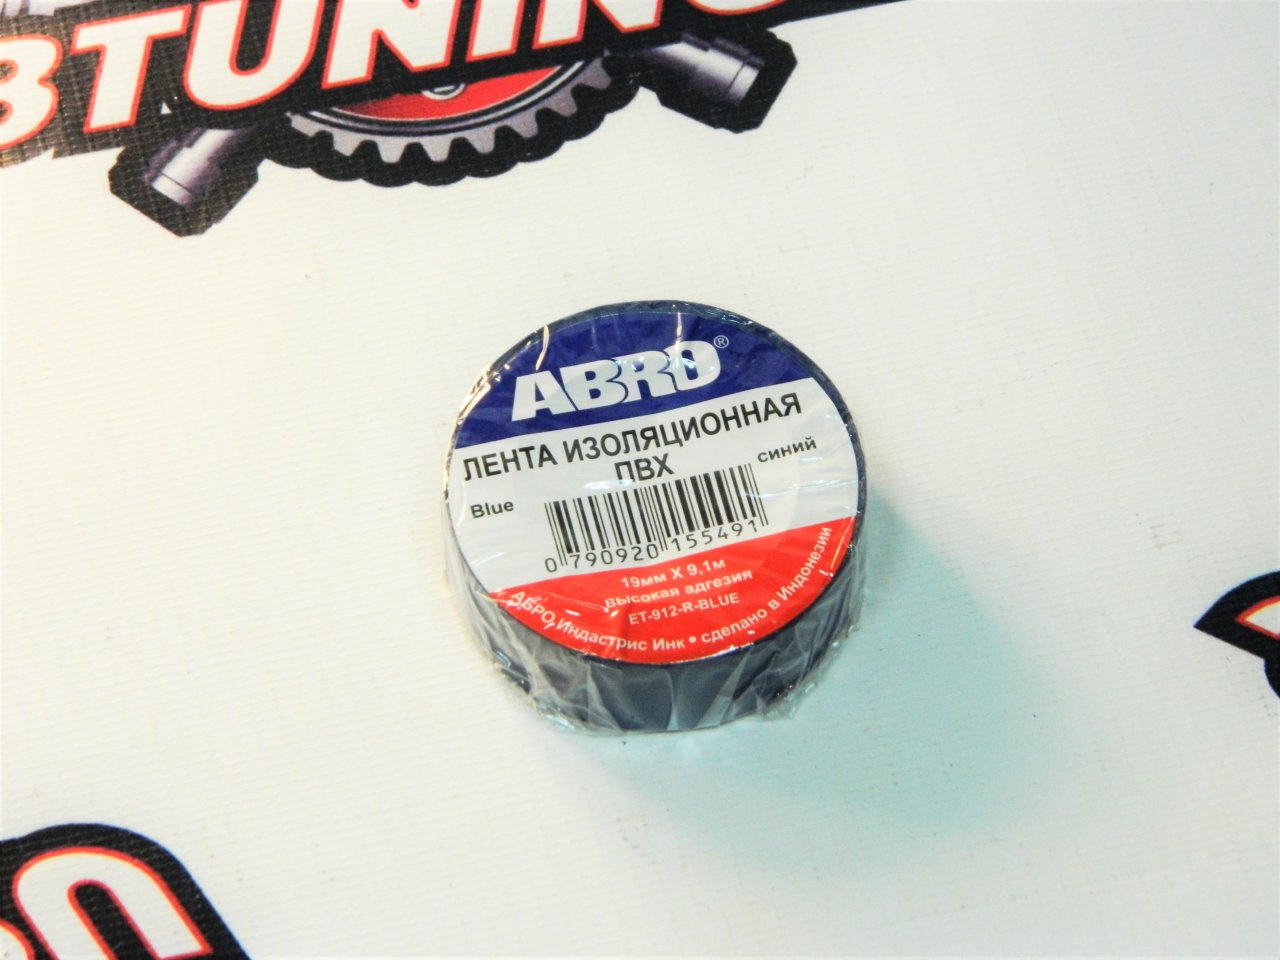 ВTUNING
ABRO®
ЛЕНТА ИЗОЛЯЦИОННАЯ
ПВХ
Blue
синий
0 790920 155491
19мм X 9,1м
высокая адгезия
ET-912-R-BLUE
АБРО Индастрис Инк • сделано в Индонезии